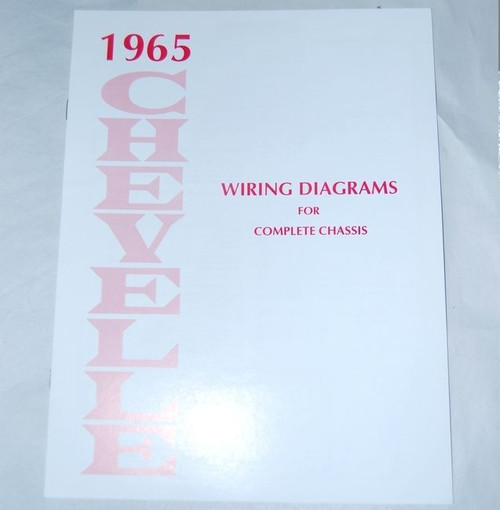 1965
CHEVELLE
WIRING DIAGRAMS
FOR
COMPLETE CHASSIS